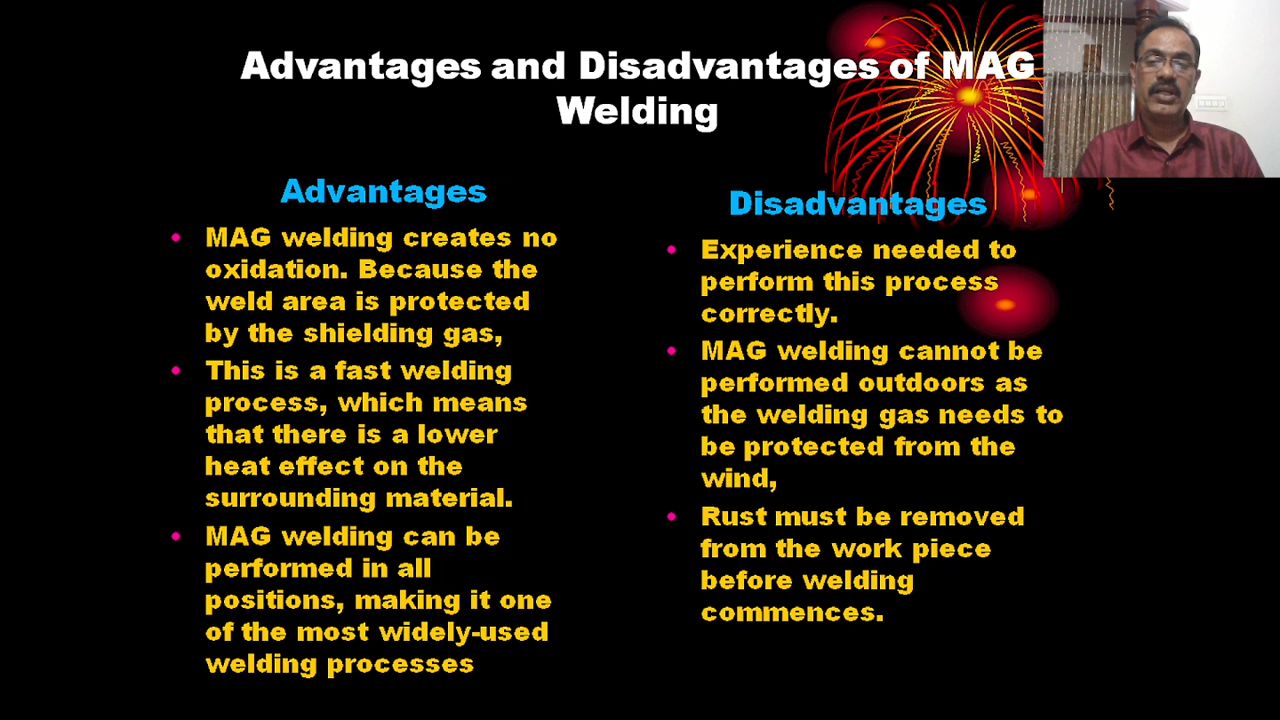 Advantages and Disadvantages of MAG
Welding
Advantages
• MAG welding creates no
oxidation. Because the
weld area is protected
by the shielding gas,
• This is a fast welding
process, which means
that there is a lower
heat effect on the
surrounding material.
• MAG welding can be
performed in all
positions, making it one
of the most widely-used
welding processes
Disadvantages
• Experience needed to
perform this process
correctly.
• MAG welding cannot be
performed outdoors as
the welding gas needs to
be protected from the
wind,
• Rust must be removed
from the work piece
before welding
commences.